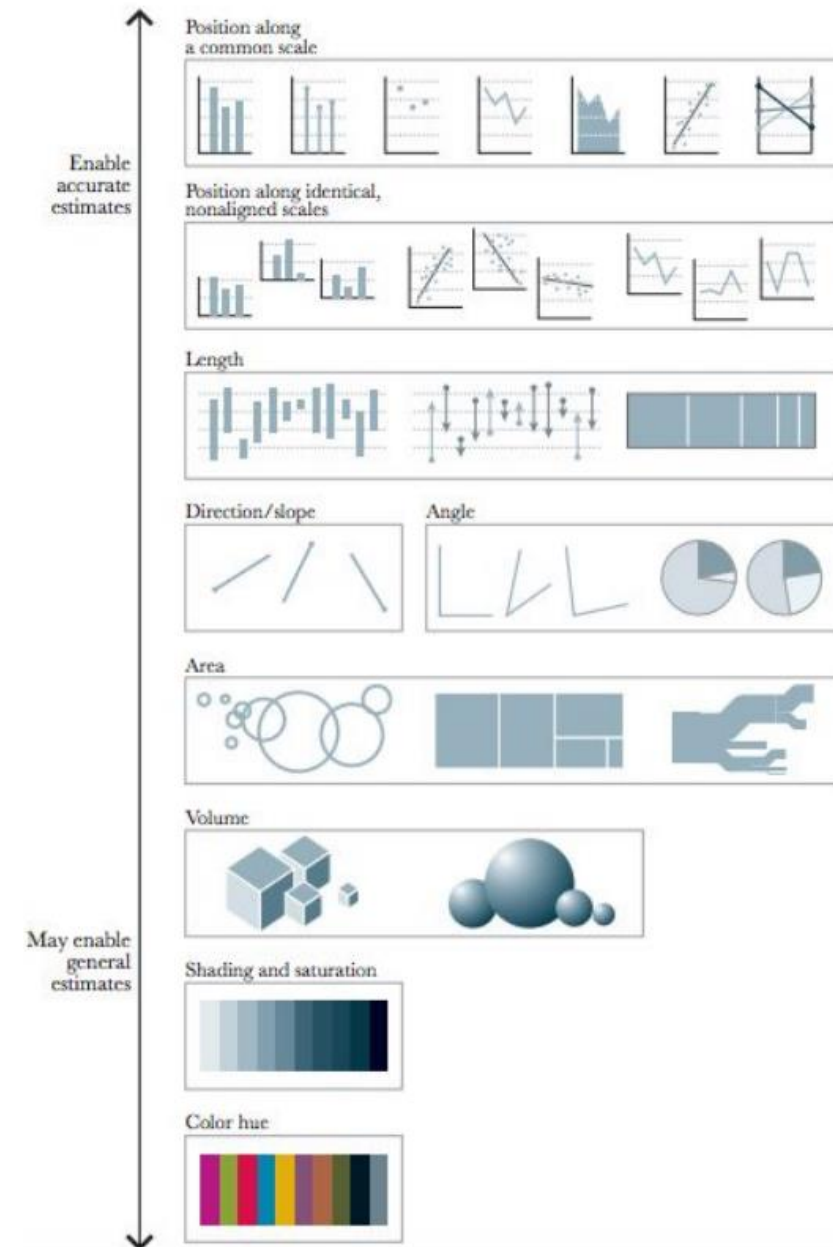 Position along
a common scale
Enable
accurate
estimates
Position along identical,
nonaligned scales
Length
Direction/slope
Angle
Area
Volume
May enable
general
estimates
Shading and saturation
Color hue